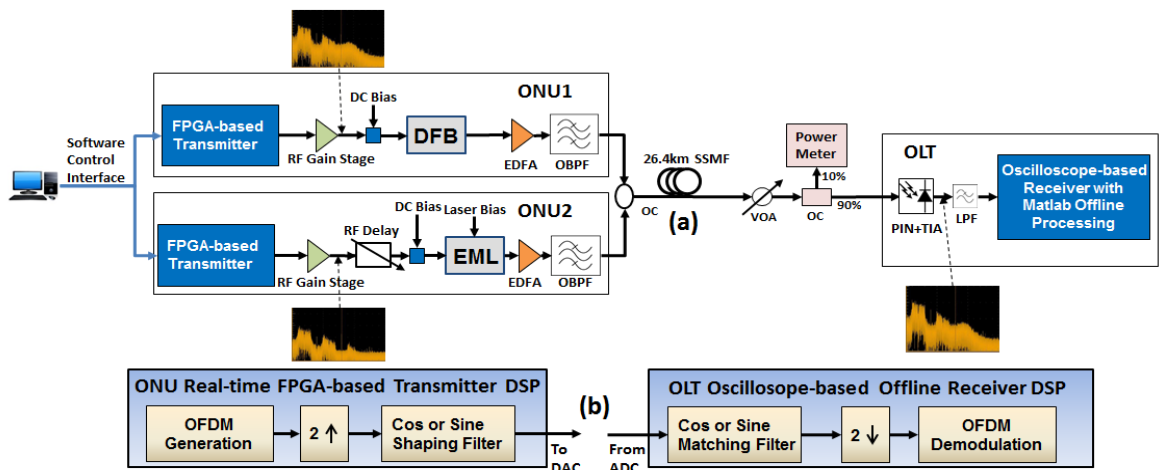 ONU1
DC Bias
FPGA-based
Transmitter
DFB
RF Gain Stage
EDFA
OBPF
Software
Control
Interface
ONU2
DC Bias
Laser Bias
RF Delay
FPGA-based
Transmitter
EML
RF Gain Stage
EDFA
OBPF
26.4km SSMF
OC
(a)
VOA
Power
Meter
10%
OC
90%
OLT
PIN+TIA
LPF
Oscilloscope-based
Receiver with
Matlab Offline
Processing
ONU Real-time FPGA-based Transmitter DSP
OFDM
Generation
2 ↑
Cos or Sine
Shaping Filter
To
DAC
(b)
From
ADC
OLT Oscillosope-based Offline Receiver DSP
Cos or Sine
Matching Filter
2 ↓
OFDM
Demodulation